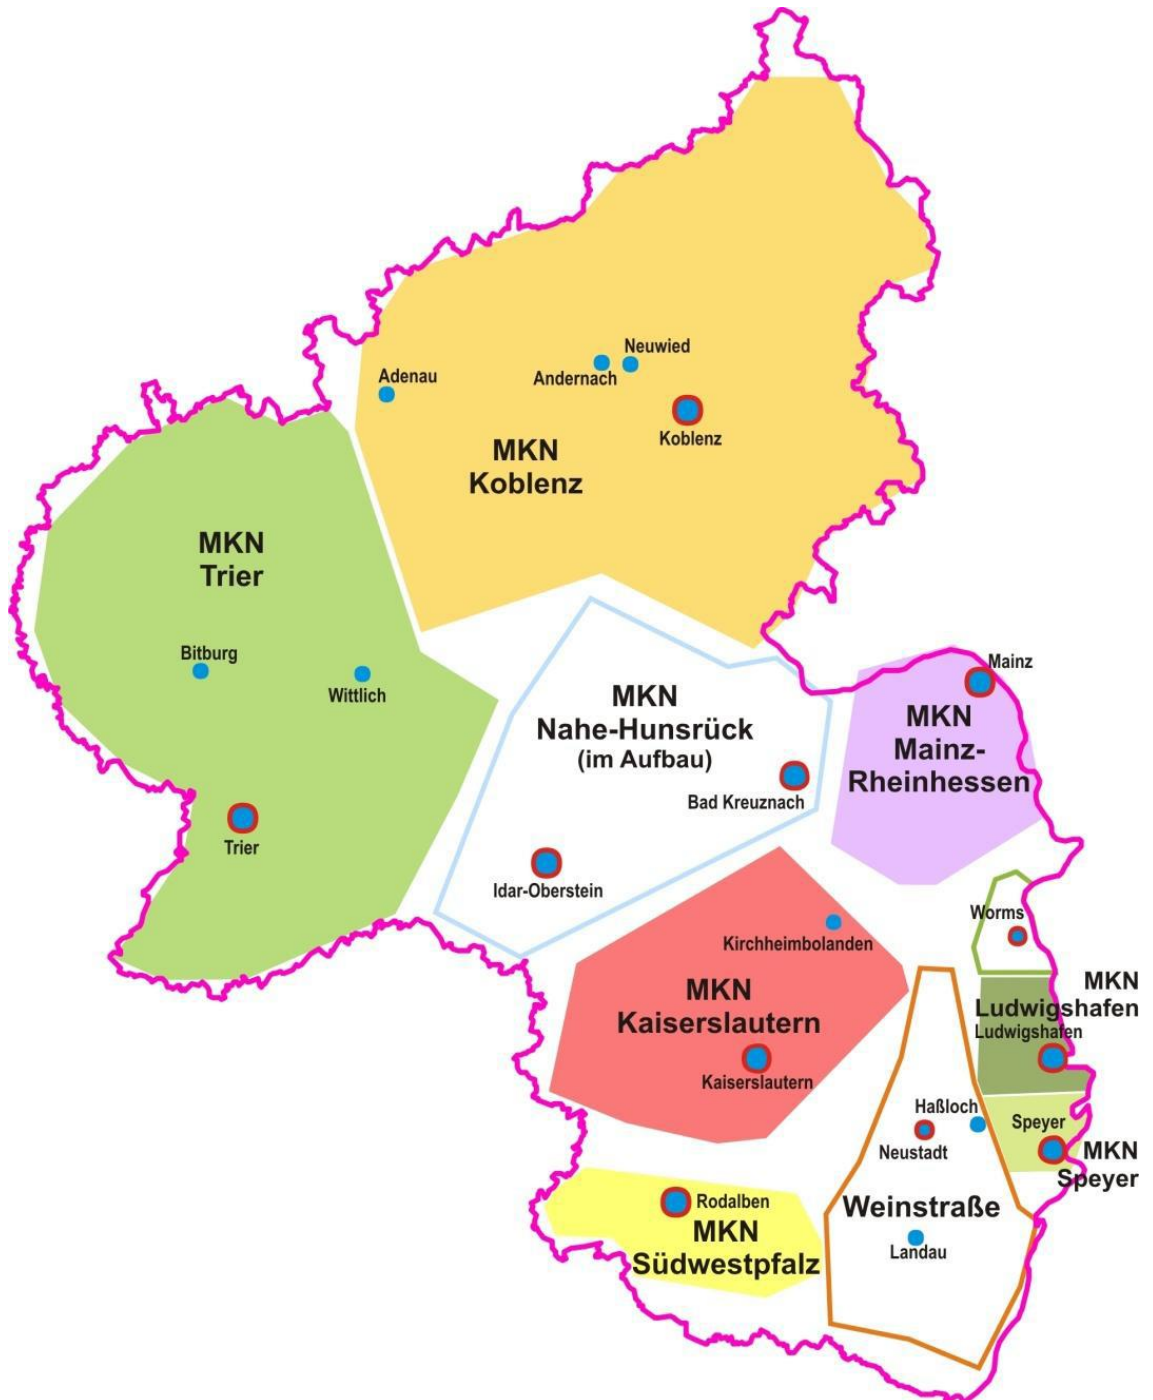 Neuwied
Adenau
Andernach
Koblenz
MKN
Koblenz
MKN
Trier
Bitburg
Wittlich
Mainz
MKN
Nahe-Hunsrück
(im Aufbau)
MKN
Mainz-
Rheinhessen
Bad Kreuznach
Trier
Idar-Oberstein
Worms
Kirchheimbolanden
MKN
Ludwigshafen
Ludwigshafen
MKN
Kaiserslautern
Kaiserslautern
Haßloch
Speyer
Neustadt
MKN
Speyer
Rodalben
MKN
Südwestpfalz
Weinstraße
Landau